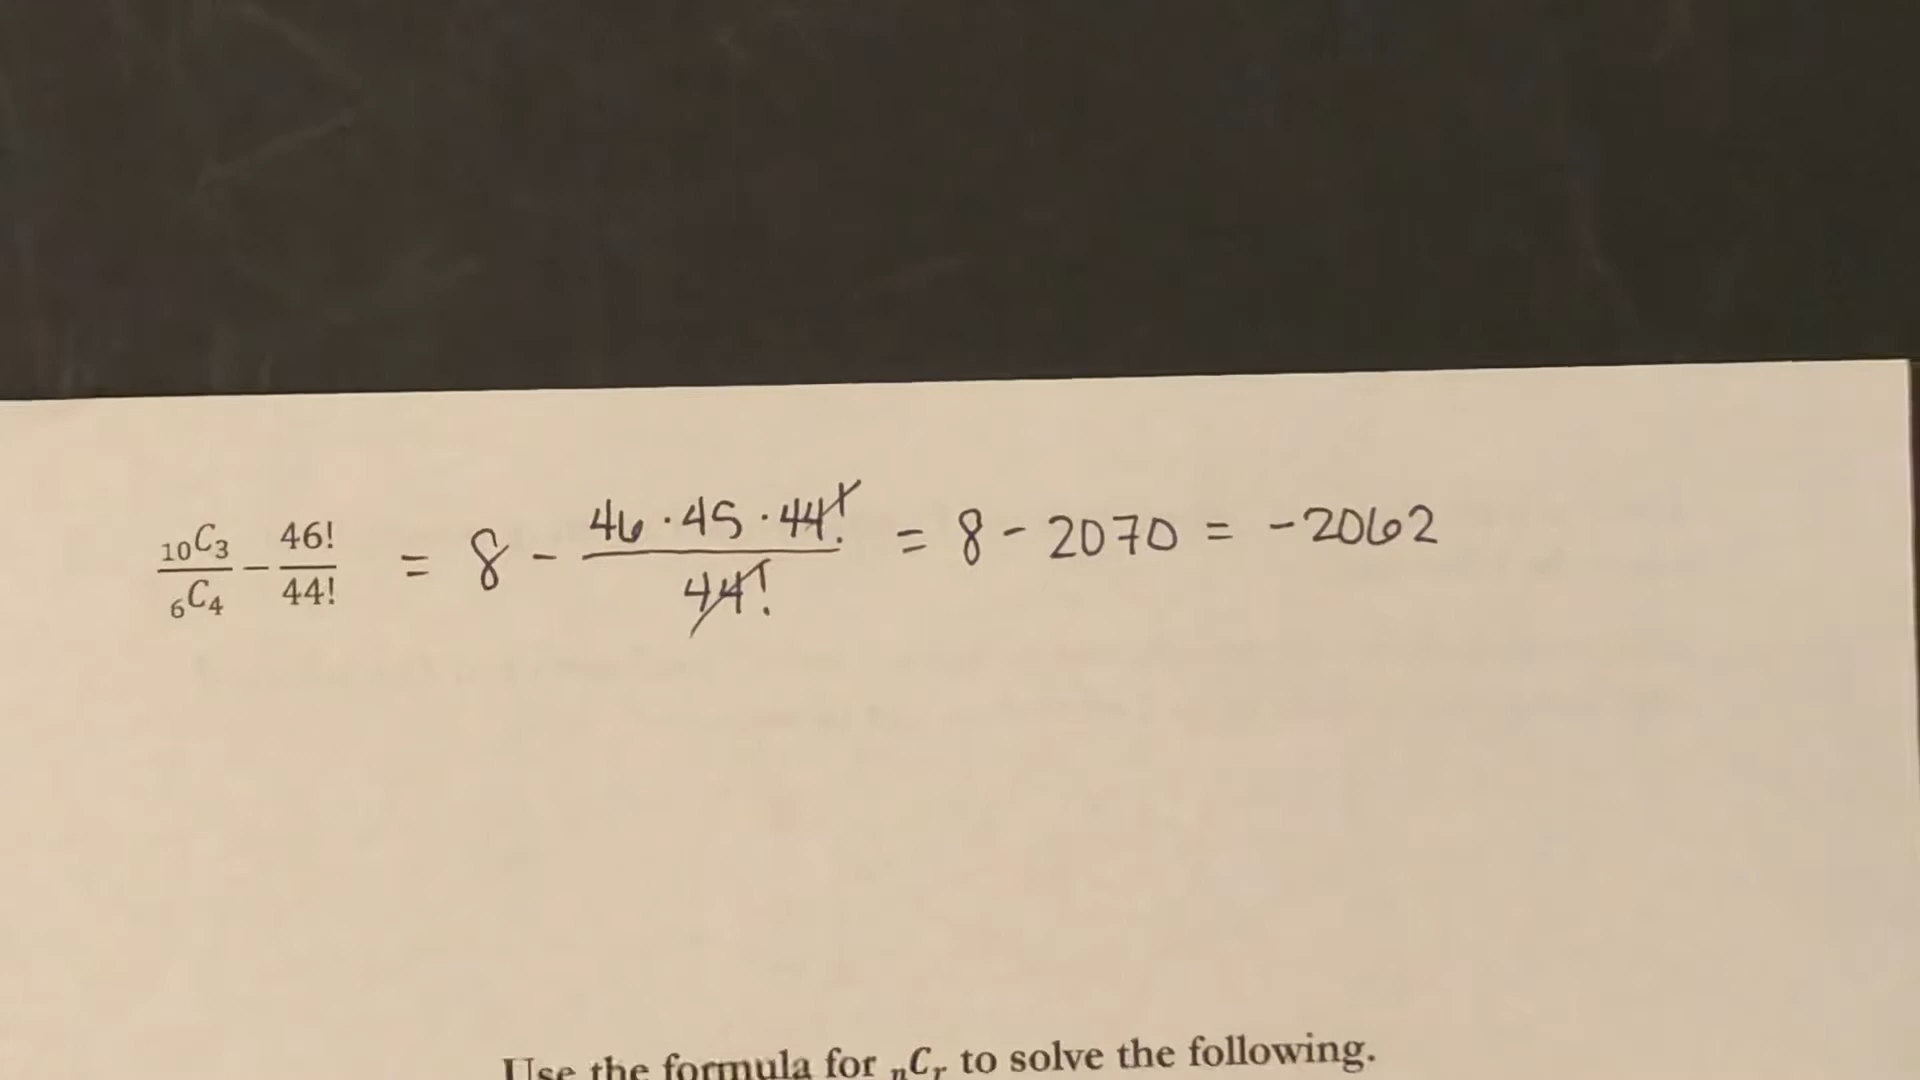 ₁₀C₃/₆C₄ − 46!/44! = 8 - 46·45·44!/44! = 8 - 2070 = -2062
Use the formula for ₙCᵣ to solve the following.